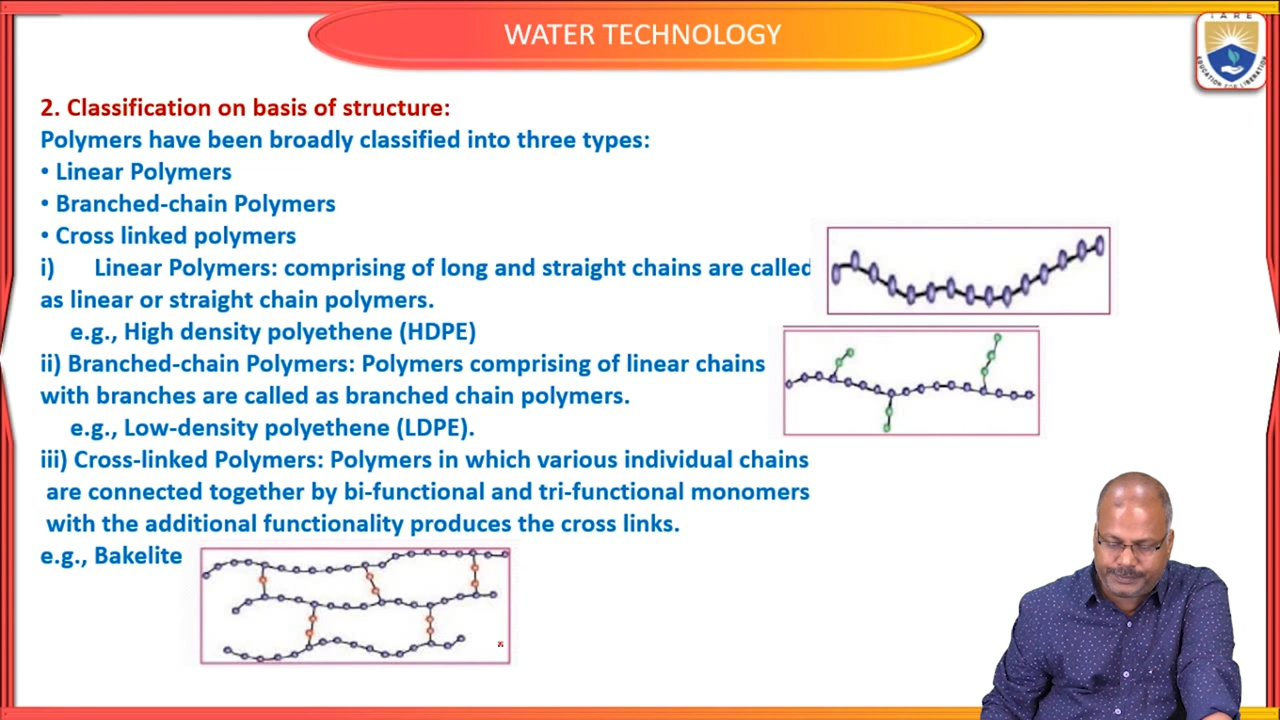 WATER TECHNOLOGY
IARE
EDUCATION FOR LIBERATION
2. Classification on basis of structure:
Polymers have been broadly classified into three types:
• Linear Polymers
• Branched-chain Polymers
• Cross linked polymers
i) Linear Polymers: comprising of long and straight chains are called
as linear or straight chain polymers.
e.g., High density polyethene (HDPE)
ii) Branched-chain Polymers: Polymers comprising of linear chains
with branches are called as branched chain polymers.
e.g., Low-density polyethene (LDPE).
iii) Cross-linked Polymers: Polymers in which various individual chains
are connected together by bi-functional and tri-functional monomers
with the additional functionality produces the cross links.
e.g., Bakelite